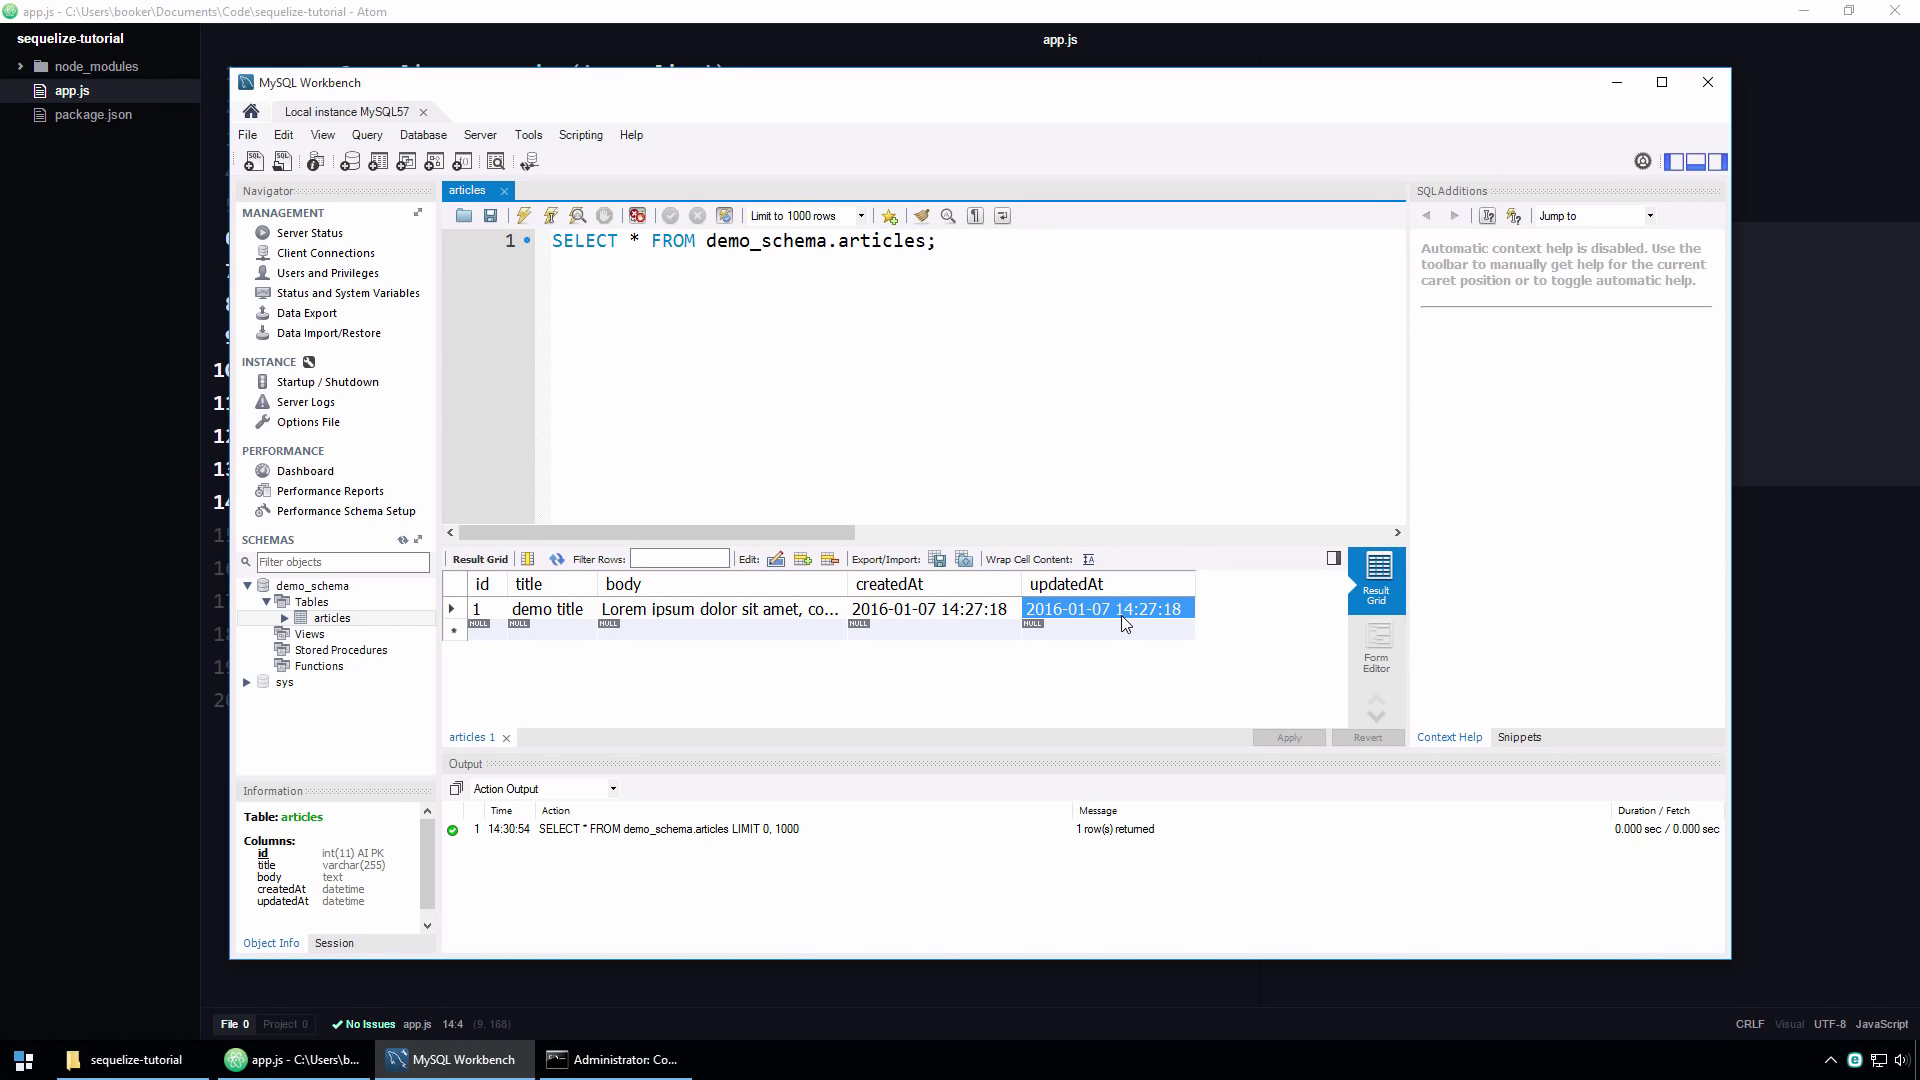 app.js - C:\Users\booker\Documents\Code\sequelize-tutorial - Atom
sequelize-tutorial
node_modules
app.js
package.json
app.js
MySQL Workbench
Local instance MySQL57
File Edit View Query Database Server Tools Scripting Help
Navigator
MANAGEMENT
Server Status
Client Connections
Users and Privileges
Status and System Variables
Data Export
Data Import/Restore
INSTANCE
Startup / Shutdown
Server Logs
Options File
PERFORMANCE
Dashboard
Performance Reports
Performance Schema Setup
SCHEMAS
Filter objects
demo_schema
Tables
articles
Views
Stored Procedures
Functions
sys
Information
Table: articles
Columns:
id int(11) AI PK
title varchar(255)
body text
createdAt datetime
updatedAt datetime
Object Info Session
articles
Limit to 1000 rows
1 SELECT * FROM demo_schema.articles;
Result Grid Filter Rows: Edit: Export/Import: Wrap Cell Content:
id title body createdAt updatedAt
1 demo title Lorem ipsum dolor sit amet, co... 2016-01-07 14:27:18 2016-01-07 14:27:18
NULL NULL NULL NULL NULL
Result
Grid
Form
Editor
articles 1 Apply Revert
SQLAdditions
Jump to
Automatic context help is disabled. Use the
toolbar to manually get help for the current
caret position or to toggle automatic help.
Context Help Snippets
Output
Action Output
Time Action Message Duration / Fetch
1 14:30:54 SELECT * FROM demo_schema.articles LIMIT 0, 1000 1 row(s) returned 0.000 sec / 0.000 sec
File 0 Project 0 No Issues app.js 14:4 (9, 168) CRLF Visual UTF-8 JavaScript
sequelize-tutorial app.js - C:\Users\b... MySQL Workbench Administrator: Co...